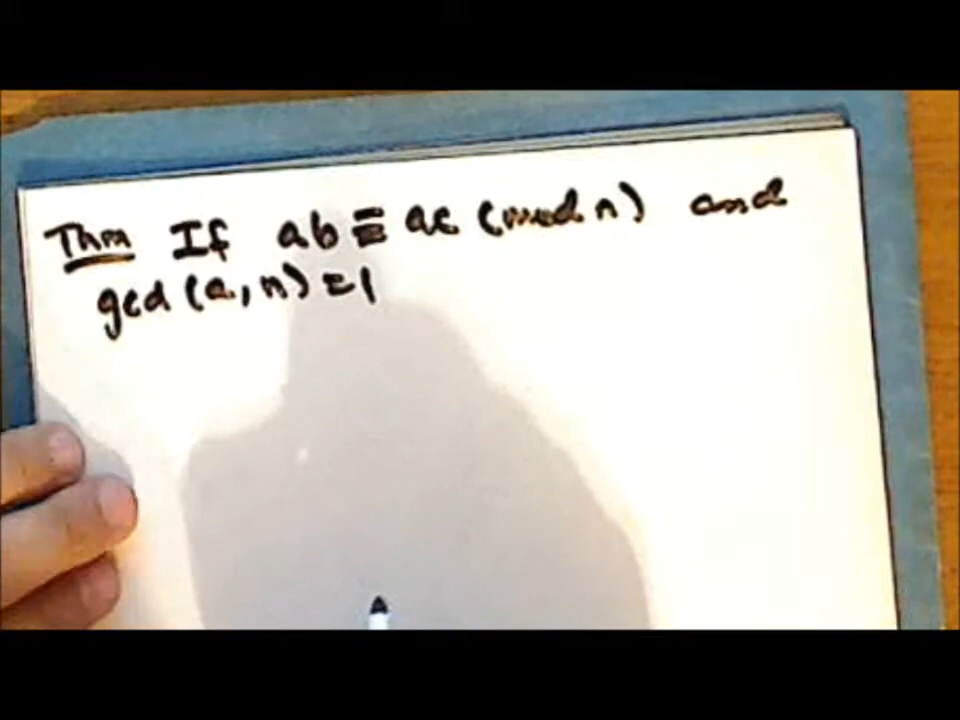 Thm If ab ≡ ac (mod n) and
gcd (a, n) = 1